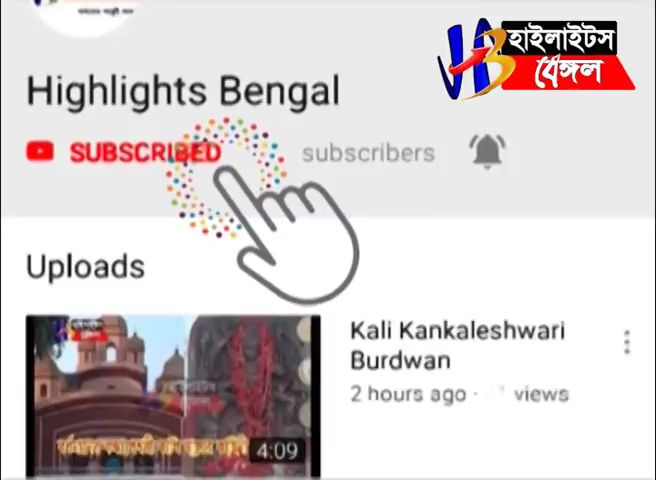 হাইলাইটস
বেঙ্গল
Highlights Bengal
SUBSCRIBED
subscribers
Uploads
Kali Kankaleshwari
Burdwan
2 hours ago · views
4:09